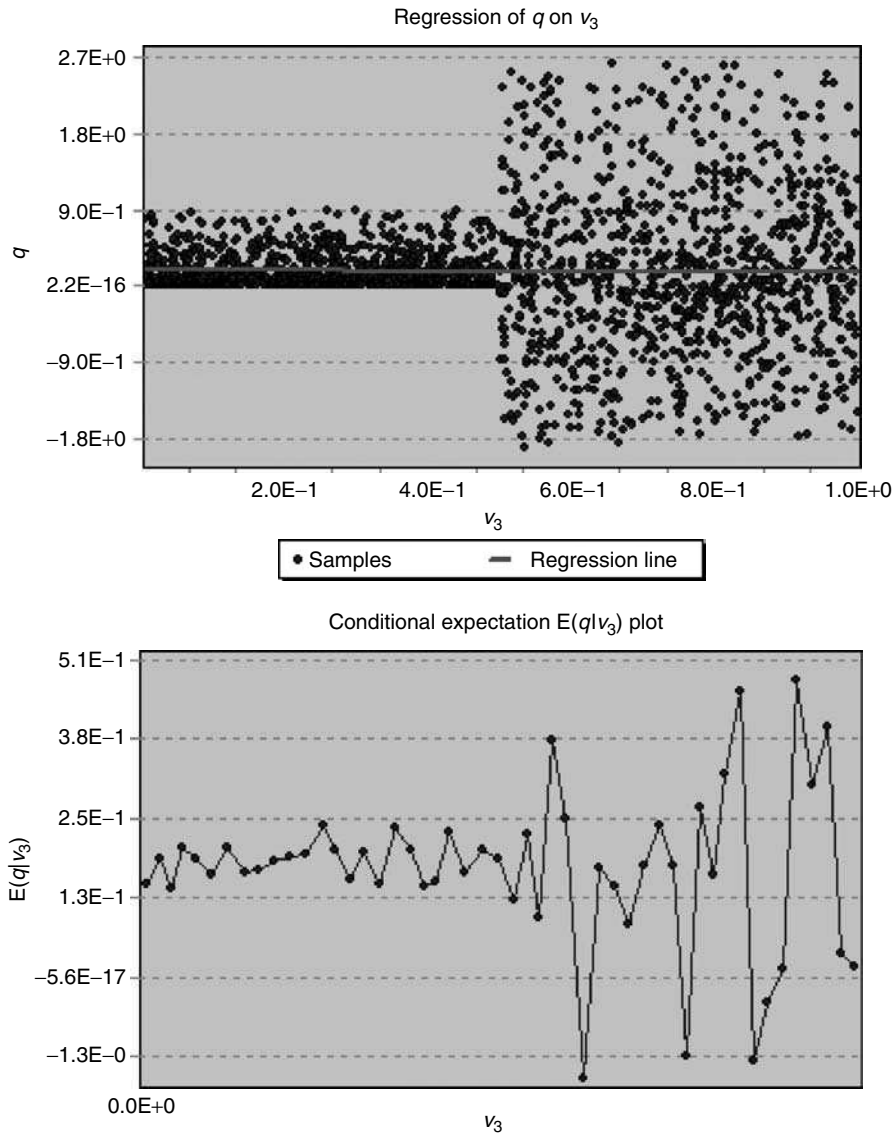 Regression of q on v3
2.7E+0
1.8E+0
9.0E−1
2.2E−16
−9.0E−1
−1.8E+0
q
2.0E−1 4.0E−1 6.0E−1 8.0E−1 1.0E+0
v3
Samples Regression line
Conditional expectation E(q|v3) plot
5.1E−1
3.8E−1
2.5E−1
1.3E−1
−5.6E−17
−1.3E−0
E(q|v3)
0.0E+0
v3